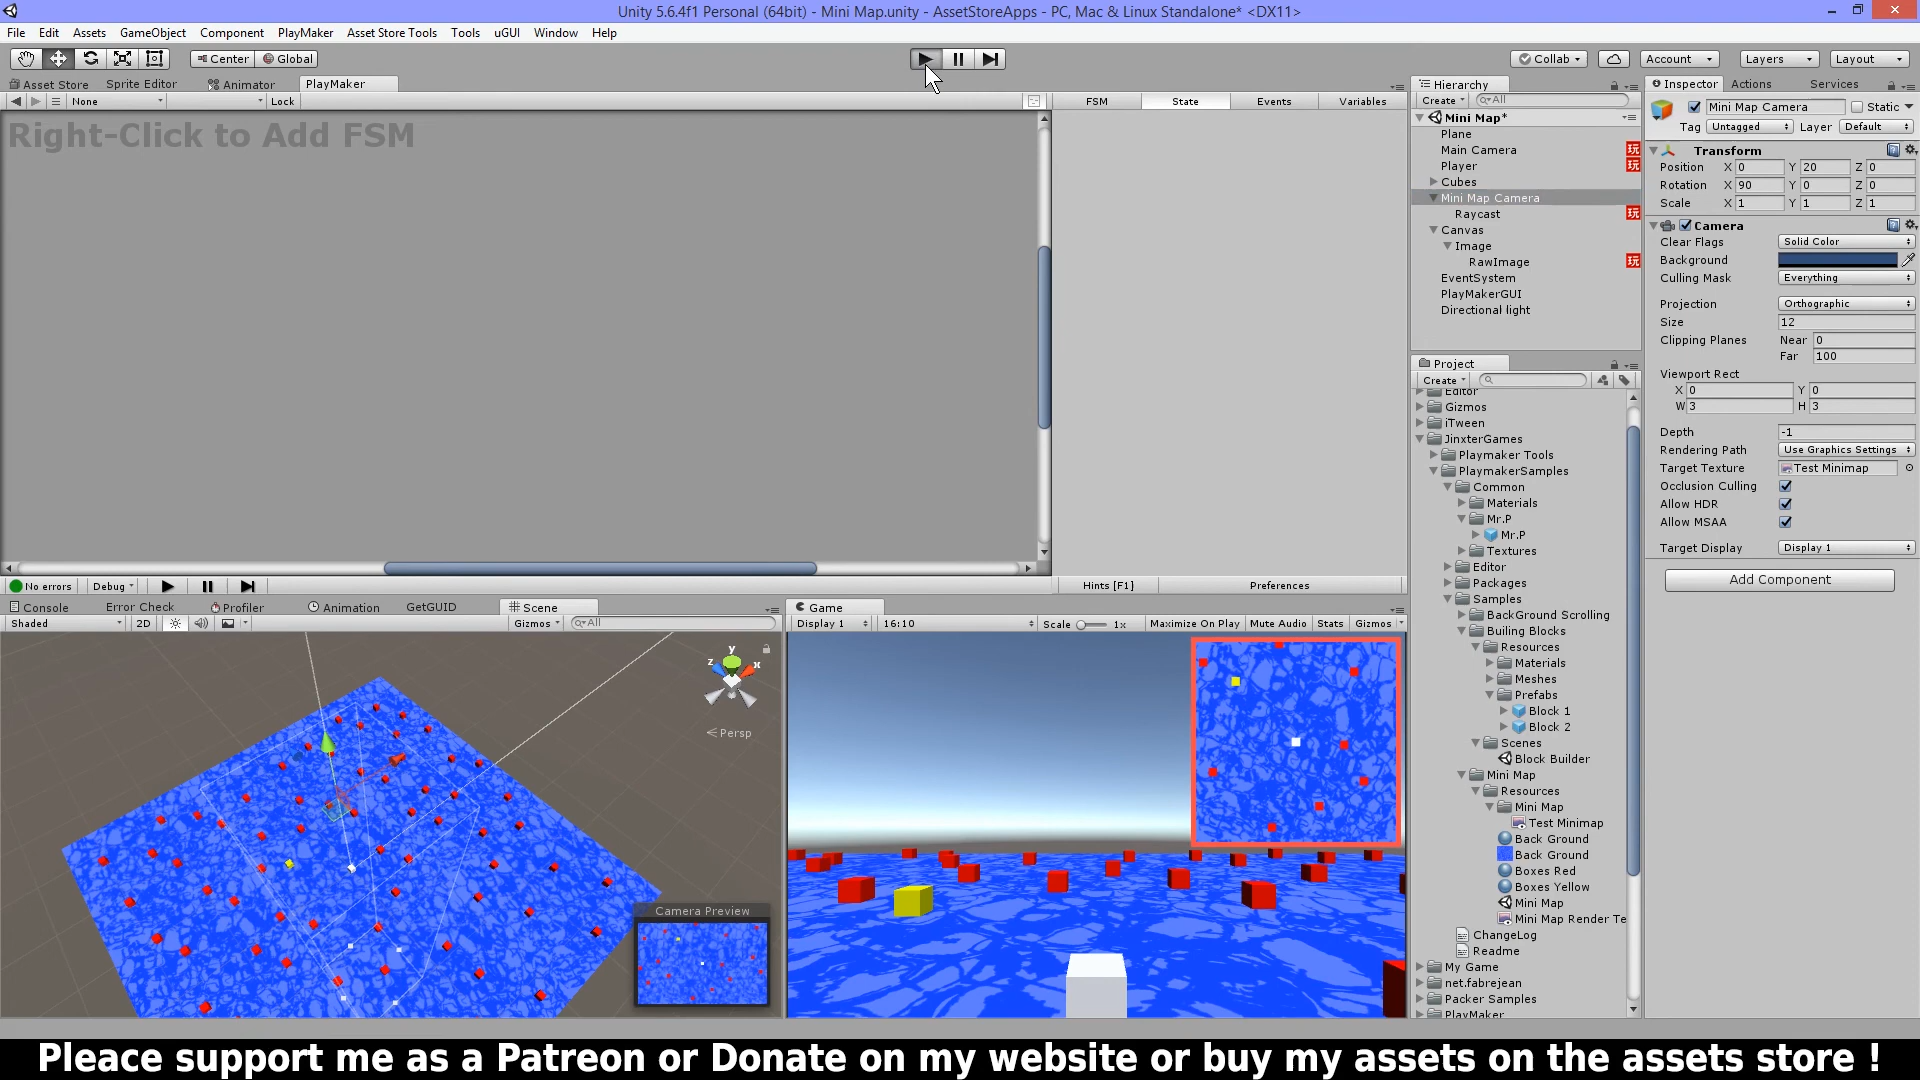 Unity 5.6.4f1 Personal (64bit) - Mini Map.unity - AssetStoreApps - PC, Mac & Linux Standalone* <DX11>
File Edit Assets GameObject Component PlayMaker Asset Store Tools Tools uGUI Window Help
Center Global Collab Account Layers Layout
Asset Store Sprite Editor Animator PlayMaker
None Lock
Right-Click to Add FSM
FSM State Events Variables
No errors Debug Hints [F1] Preferences
Hierarchy
Create All
Mini Map*
Plane
Main Camera 玩
Player 玩
Cubes
Mini Map Camera
Raycast 玩
Canvas
Image
RawImage 玩
EventSystem
PlayMakerGUI
Directional light
Project
Create
Editor
Gizmos
iTween
JinxterGames
Playmaker Tools
PlaymakerSamples
Common
Materials
Mr.P
Mr.P
Textures
Editor
Packages
Samples
BackGround Scrolling
Builing Blocks
Resources
Materials
Meshes
Prefabs
Block 1
Block 2
Scenes
Block Builder
Mini Map
Resources
Mini Map
Test Minimap
Back Ground
Back Ground
Boxes Red
Boxes Yellow
Mini Map
Mini Map Render Te
ChangeLog
Readme
My Game
net.fabrejean
Packer Samples
PlayMaker
Inspector Actions Services
Mini Map Camera Static
Tag Untagged Layer Default
Transform
Position X 0 Y 20 Z 0
Rotation X 90 Y 0 Z 0
Scale X 1 Y 1 Z 1
Camera
Clear Flags Solid Color
Background
Culling Mask Everything
Projection Orthographic
Size 12
Clipping Planes Near 0
Far 100
Viewport Rect
X 0 Y 0
W 3 H 3
Depth -1
Rendering Path Use Graphics Settings
Target Texture Test Minimap
Occlusion Culling
Allow HDR
Allow MSAA
Target Display Display 1
Add Component
Console Error Check Profiler Animation GetGUID Scene
Shaded 2D Gizmos All
y
z x
Persp
Camera Preview
Game
Display 1 16:10 Scale 1x Maximize On Play Mute Audio Stats Gizmos
Pleace support me as a Patreon or Donate on my website or buy my assets on the assets store !